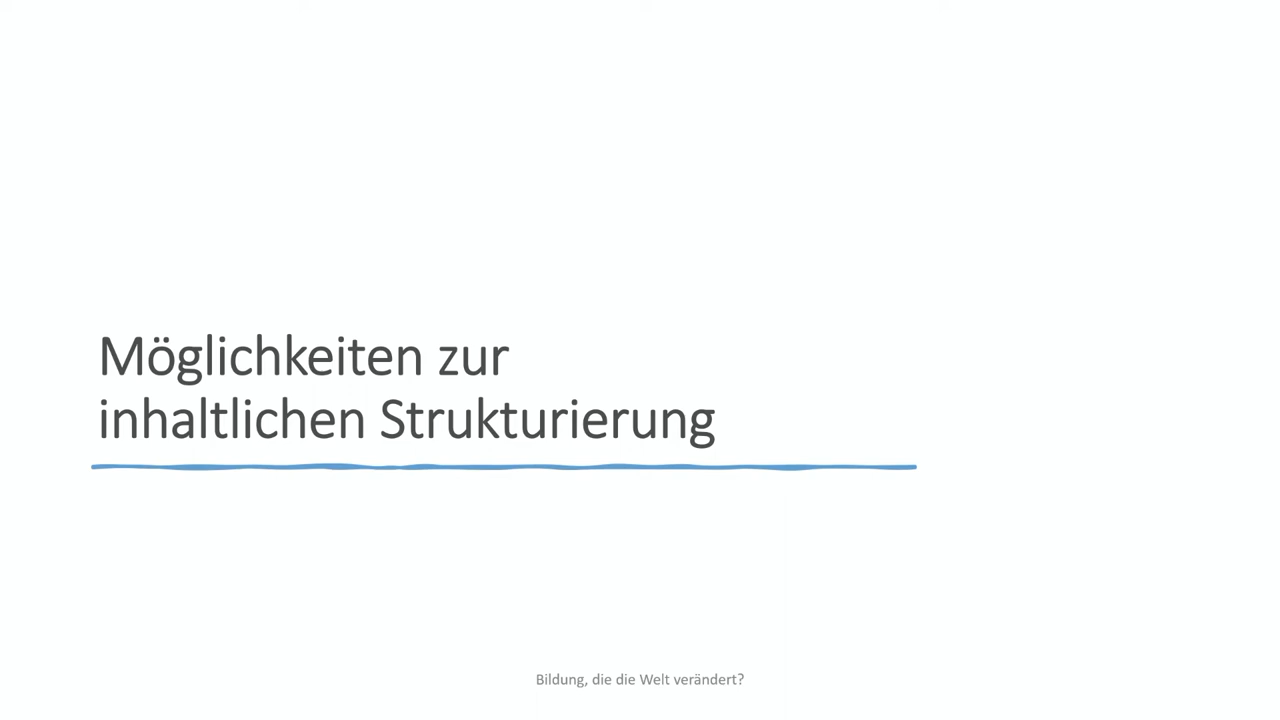 Möglichkeiten zur
inhaltlichen Strukturierung
Bildung, die die Welt verändert?